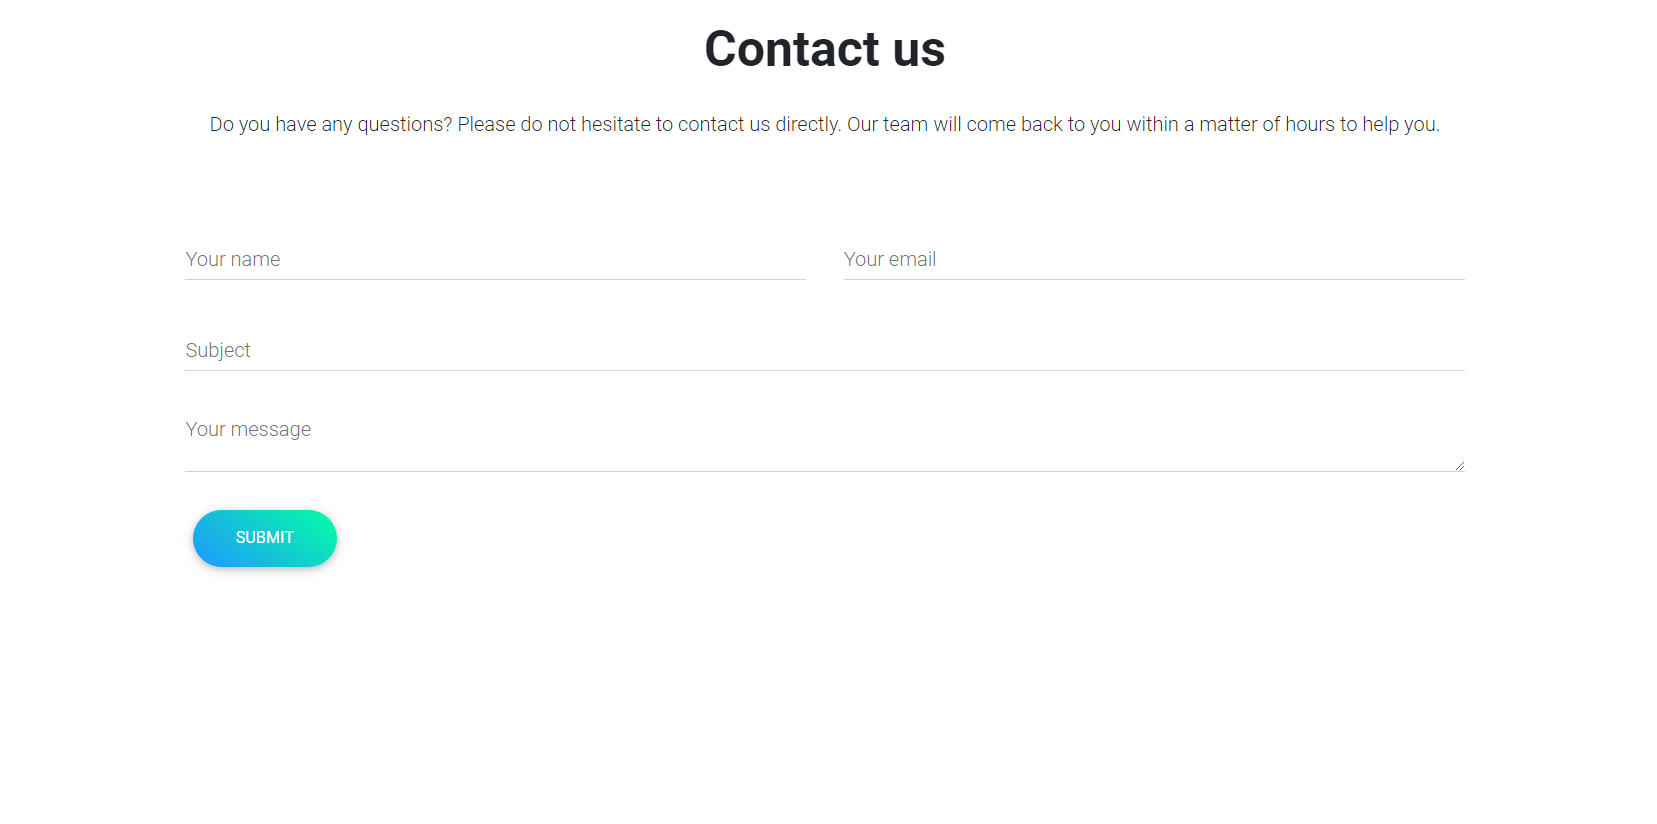 Contact us
Do you have any questions? Please do not hesitate to contact us directly. Our team will come back to you within a matter of hours to help you.
Your name
Your email
Subject
Your message
SUBMIT